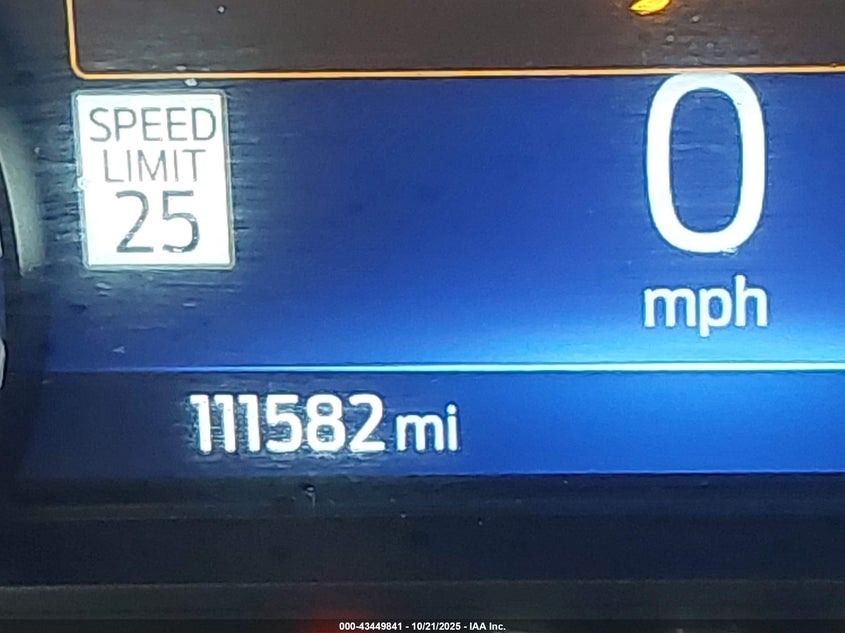 SPEED
LIMIT
25
0
mph
111582 mi
000-43449841 - 10/21/2025 - IAA Inc.